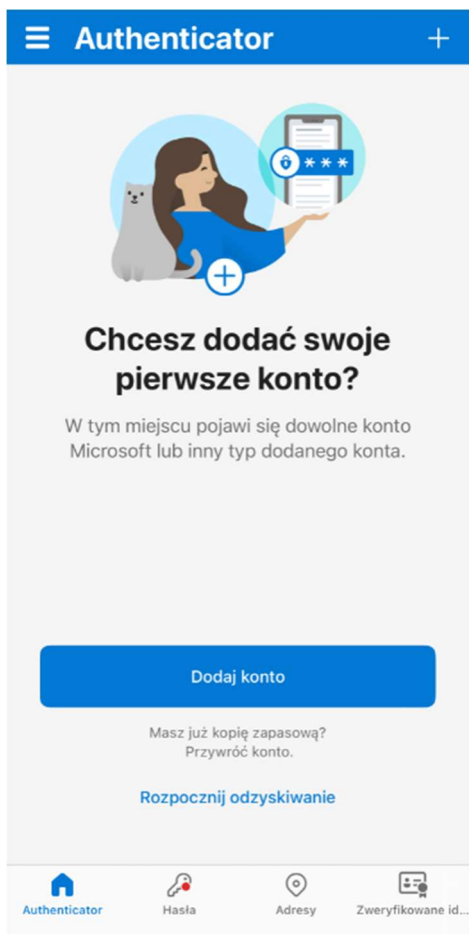 Authenticator
***
Chcesz dodać swoje
pierwsze konto?
W tym miejscu pojawi się dowolne konto
Microsoft lub inny typ dodanego konta.
Dodaj konto
Masz już kopię zapasową?
Przywróć konto.
Rozpocznij odzyskiwanie
Authenticator
Hasła
Adresy
Zweryfikowane id...